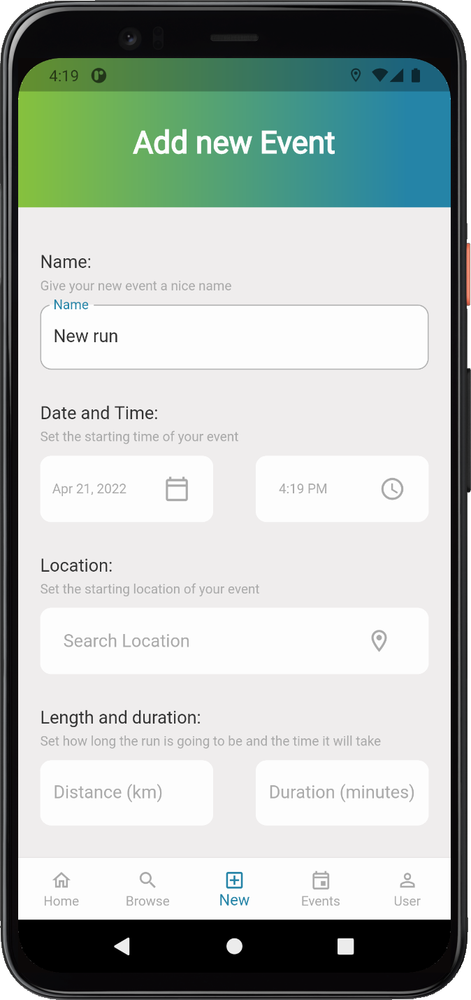 4:19
Add new Event
Name:
Give your new event a nice name
Name
New run
Date and Time:
Set the starting time of your event
Apr 21, 2022
4:19 PM
Location:
Set the starting location of your event
Search Location
Length and duration:
Set how long the run is going to be and the time it will take
Distance (km)
Duration (minutes)
Home
Browse
New
Events
User